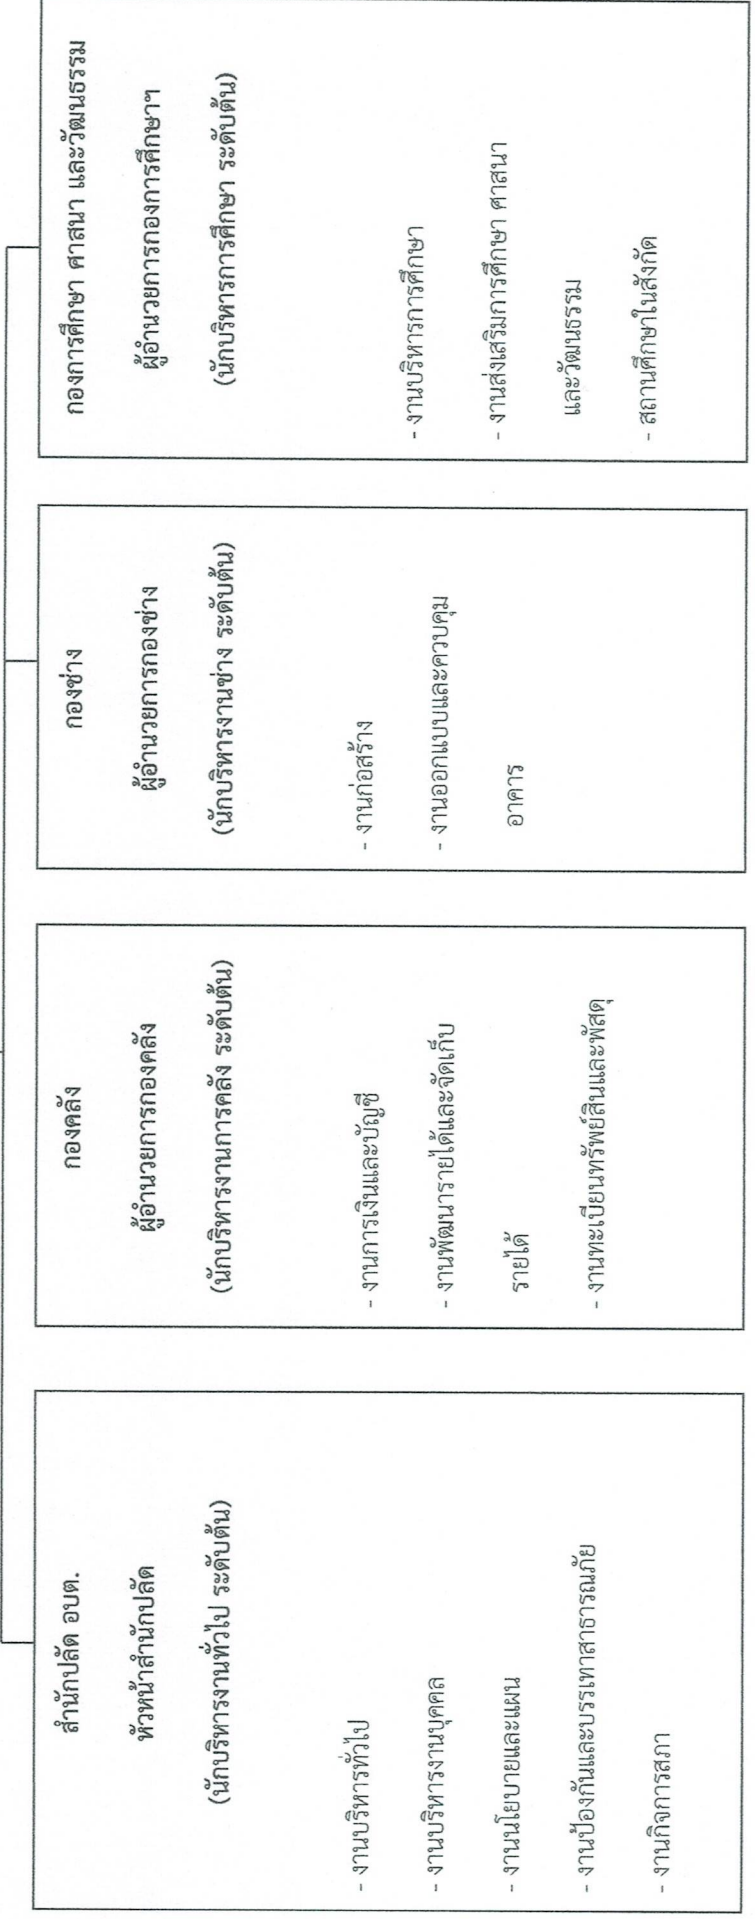 สำนักปลัด อบต.
หัวหน้าสำนักปลัด
(นักบริหารงานทั่วไป ระดับต้น)
- งานบริหารทั่วไป
- งานบริหารงานบุคคล
- งานนโยบายและแผน
- งานป้องกันและบรรเทาสาธารณภัย
- งานกิจการสภา
กองคลัง
ผู้อำนวยการกองคลัง
(นักบริหารงานการคลัง ระดับต้น)
- งานการเงินและบัญชี
- งานพัฒนารายได้และจัดเก็บ
รายได้
- งานทะเบียนทรัพย์สินและพัสดุ
กองช่าง
ผู้อำนวยการกองช่าง
(นักบริหารงานช่าง ระดับต้น)
- งานก่อสร้าง
- งานออกแบบและควบคุม
อาคาร
กองการศึกษา ศาสนา และวัฒนธรรม
ผู้อำนวยการกองการศึกษาฯ
(นักบริหารการศึกษา ระดับต้น)
- งานบริหารการศึกษา
- งานส่งเสริมการศึกษา ศาสนา
และวัฒนธรรม
- สถานศึกษาในสังกัด